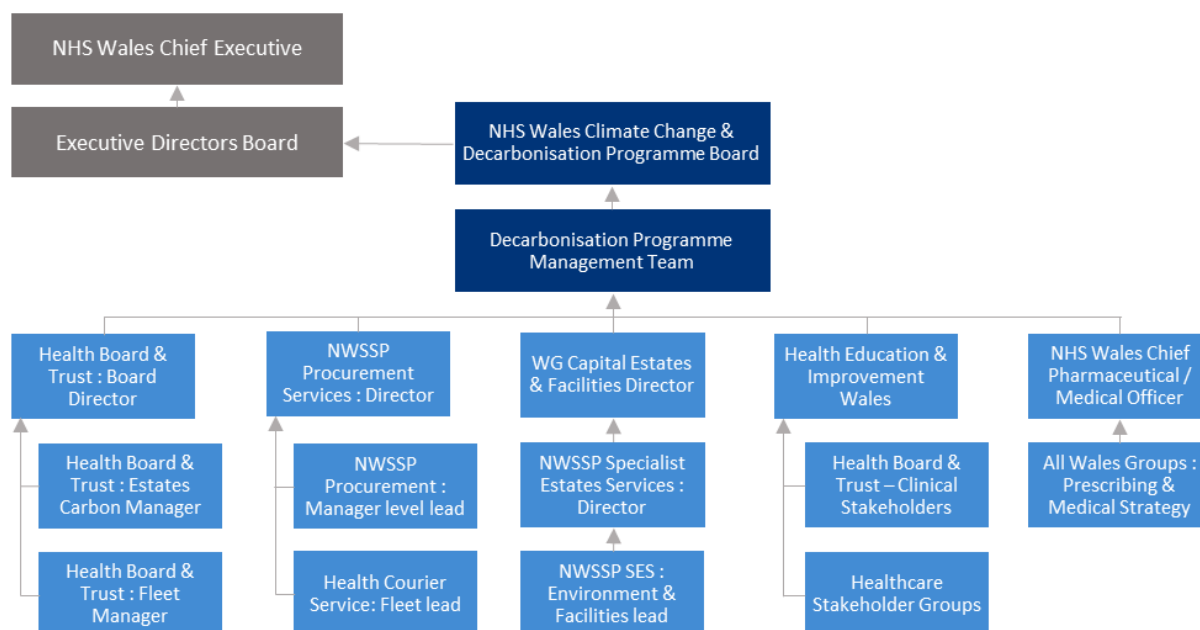 NHS Wales Chief Executive
Executive Directors Board
NHS Wales Climate Change &
Decarbonisation Programme Board
Decarbonisation Programme
Management Team
Health Board &
Trust : Board
Director
NWSSP
Procurement
Services : Director
WG Capital Estates
& Facilities Director
Health Education &
Improvement
Wales
NHS Wales Chief
Pharmaceutical /
Medical Officer
Health Board &
Trust : Estates
Carbon Manager
NWSSP
Procurement :
Manager level lead
NWSSP Specialist
Estates Services :
Director
Health Board &
Trust – Clinical
Stakeholders
All Wales Groups :
Prescribing &
Medical Strategy
Health Board &
Trust : Fleet
Manager
Health Courier
Service: Fleet lead
NWSSP SES :
Environment &
Facilities lead
Healthcare
Stakeholder Groups